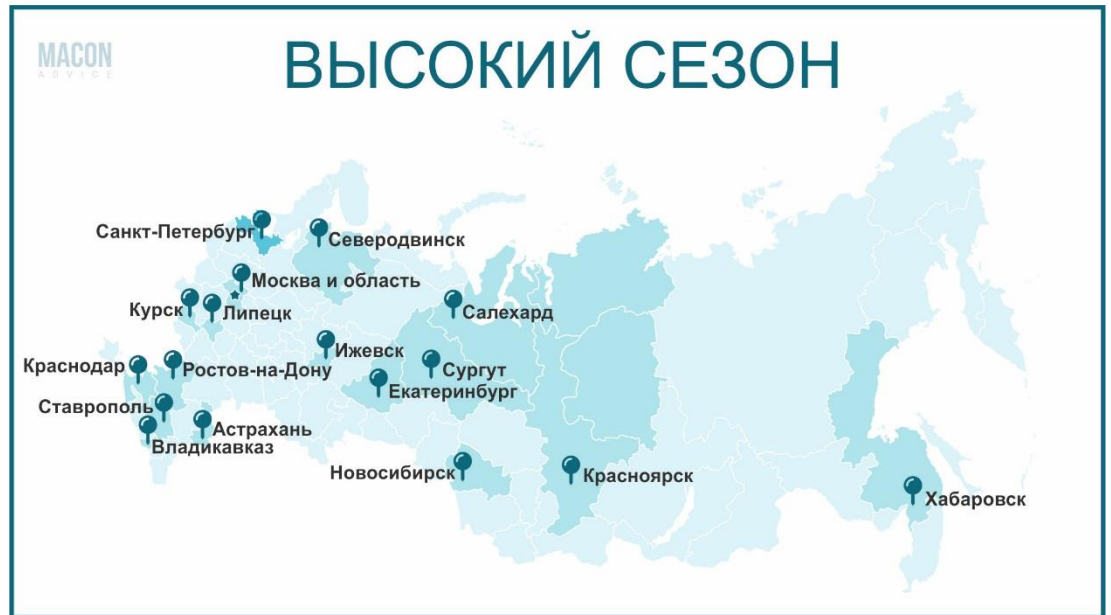 MACON
ADVICE
ВЫСОКИЙ СЕЗОН
Санкт-Петербург
Северодвинск
Москва и область
Курск
Липецк
Салехард
Ижевск
Краснодар
Ростов-на-Дону
Сургут
Екатеринбург
Ставрополь
Астрахань
Владикавказ
Новосибирск
Красноярск
Хабаровск